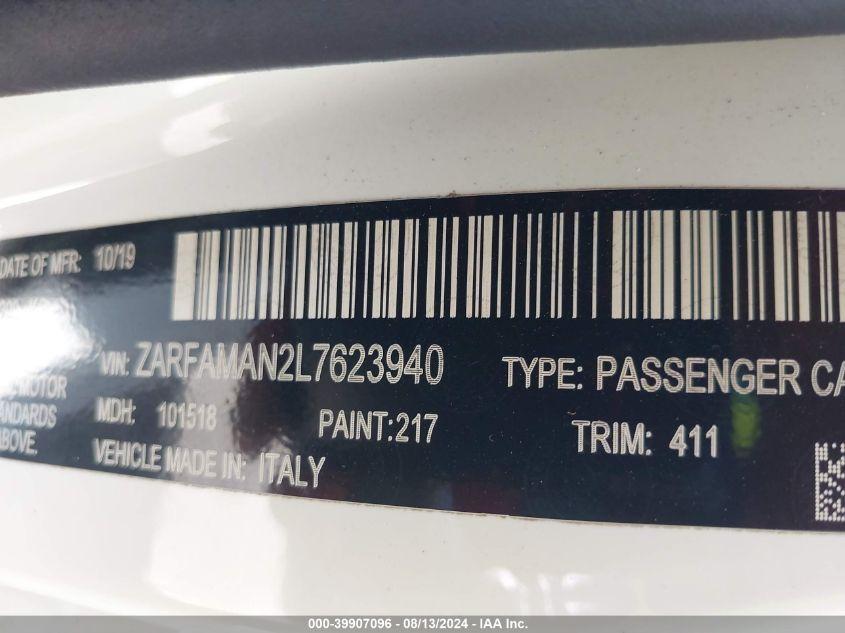 DATE OF MFR: 10/19
VIN: ZARFAMAN2L7623940
TYPE: PASSENGER CA
MOTOR
MDH: 101518
PAINT:217
TRIM: 411
ANDARDS
ABOVE.
VEHICLE MADE IN: ITALY
000-39907096 - 08/13/2024 - IAA Inc.